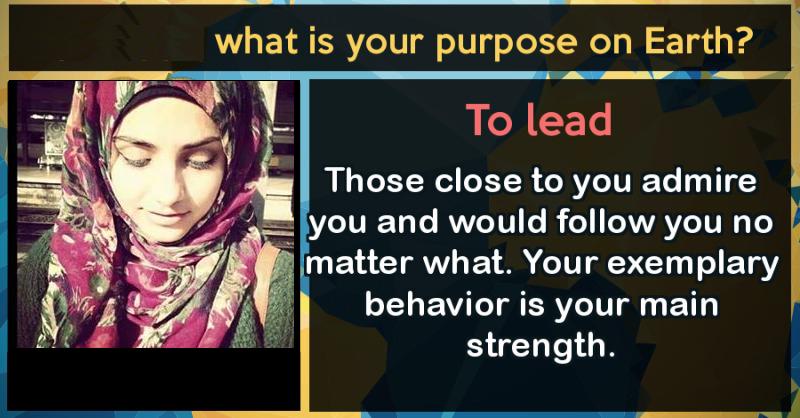 what is your purpose on Earth?
To lead
Those close to you admire
you and would follow you no
matter what. Your exemplary
behavior is your main
strength.